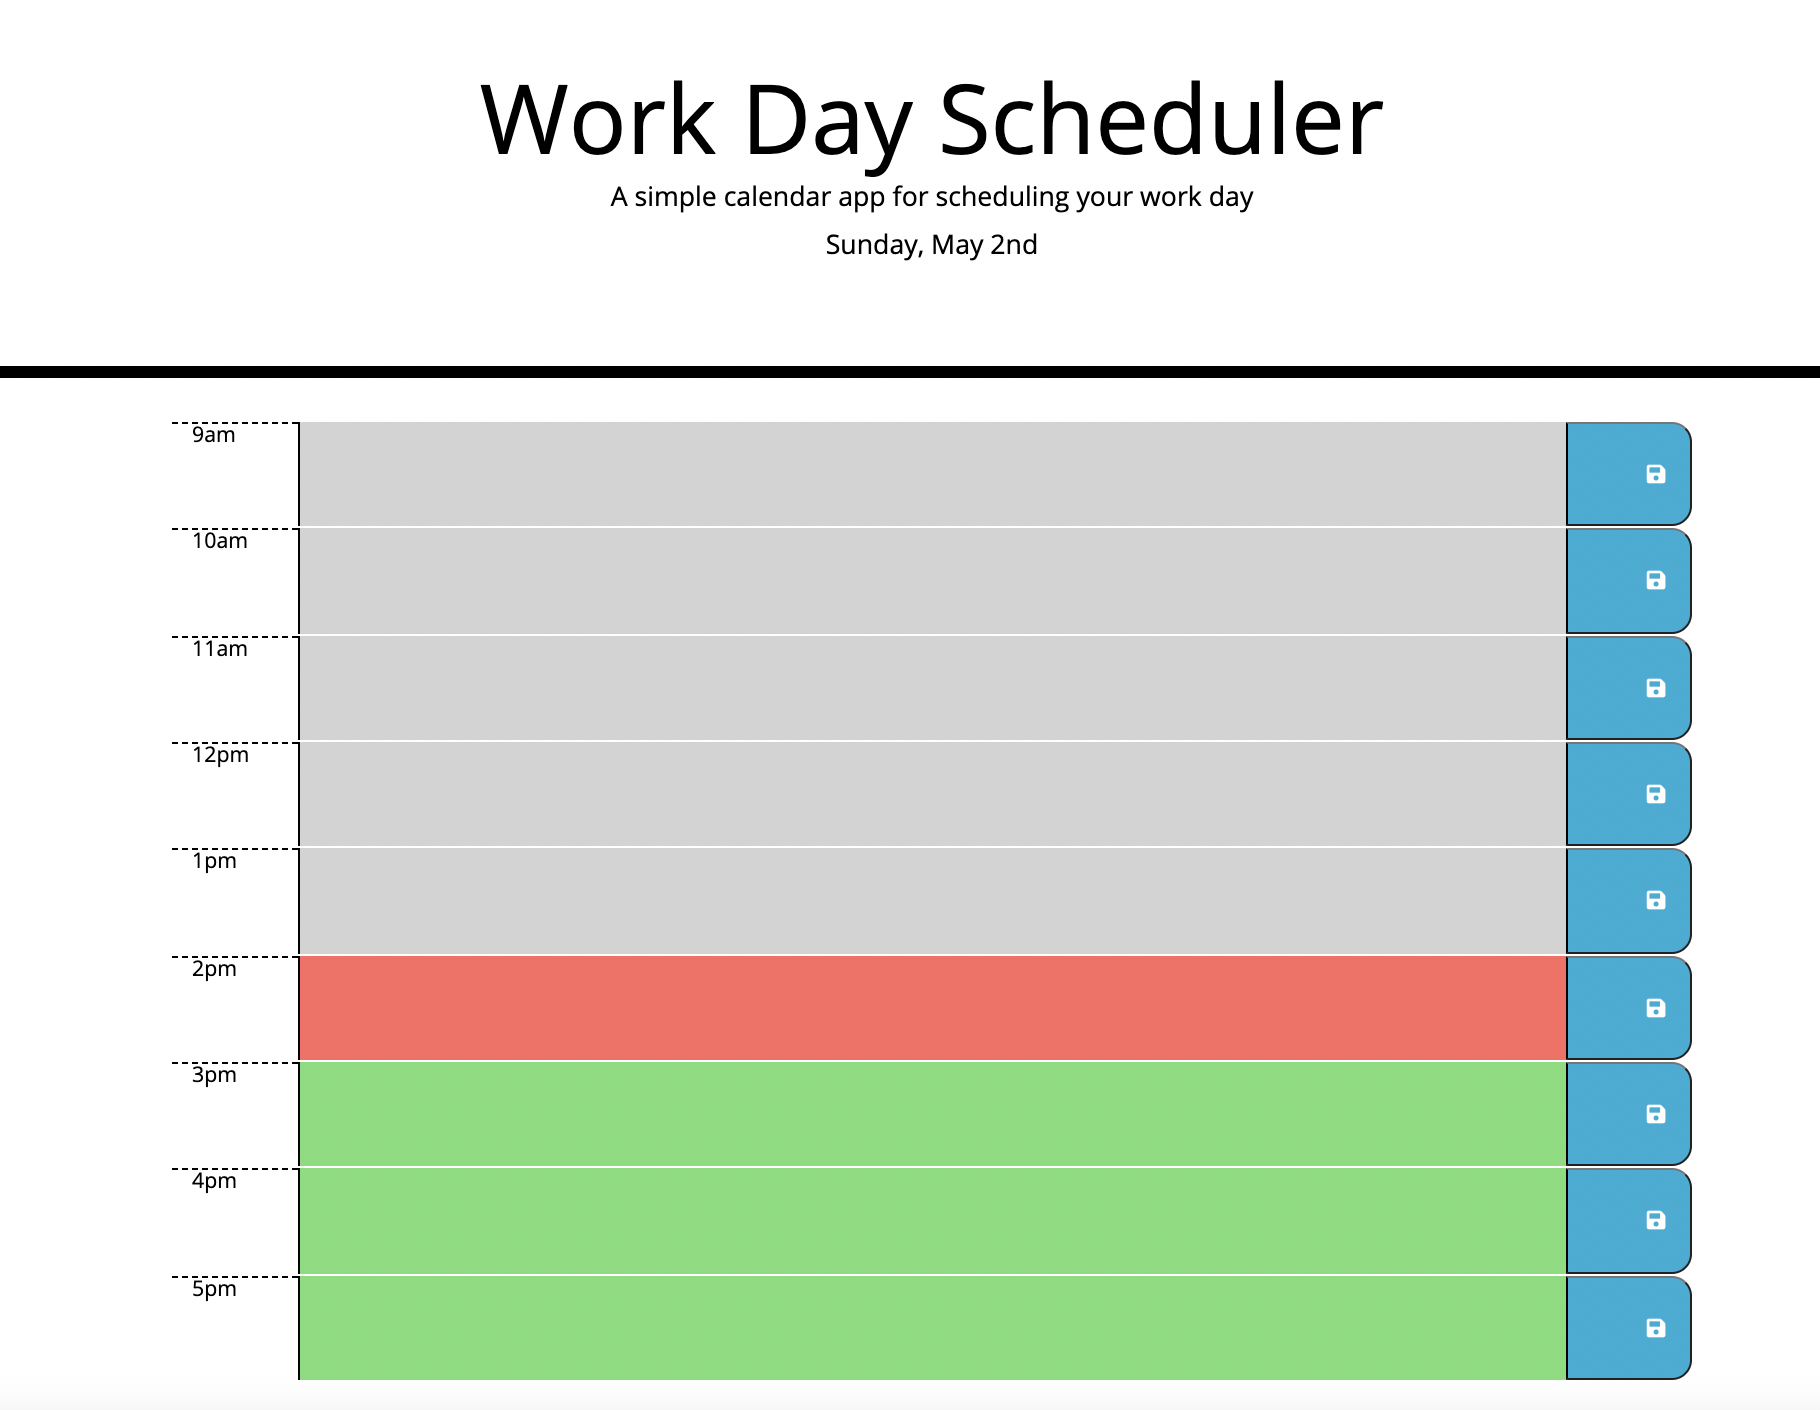 Work Day Scheduler
A simple calendar app for scheduling your work day
Sunday, May 2nd
9am
10am
11am
12pm
1pm
2pm
3pm
4pm
5pm